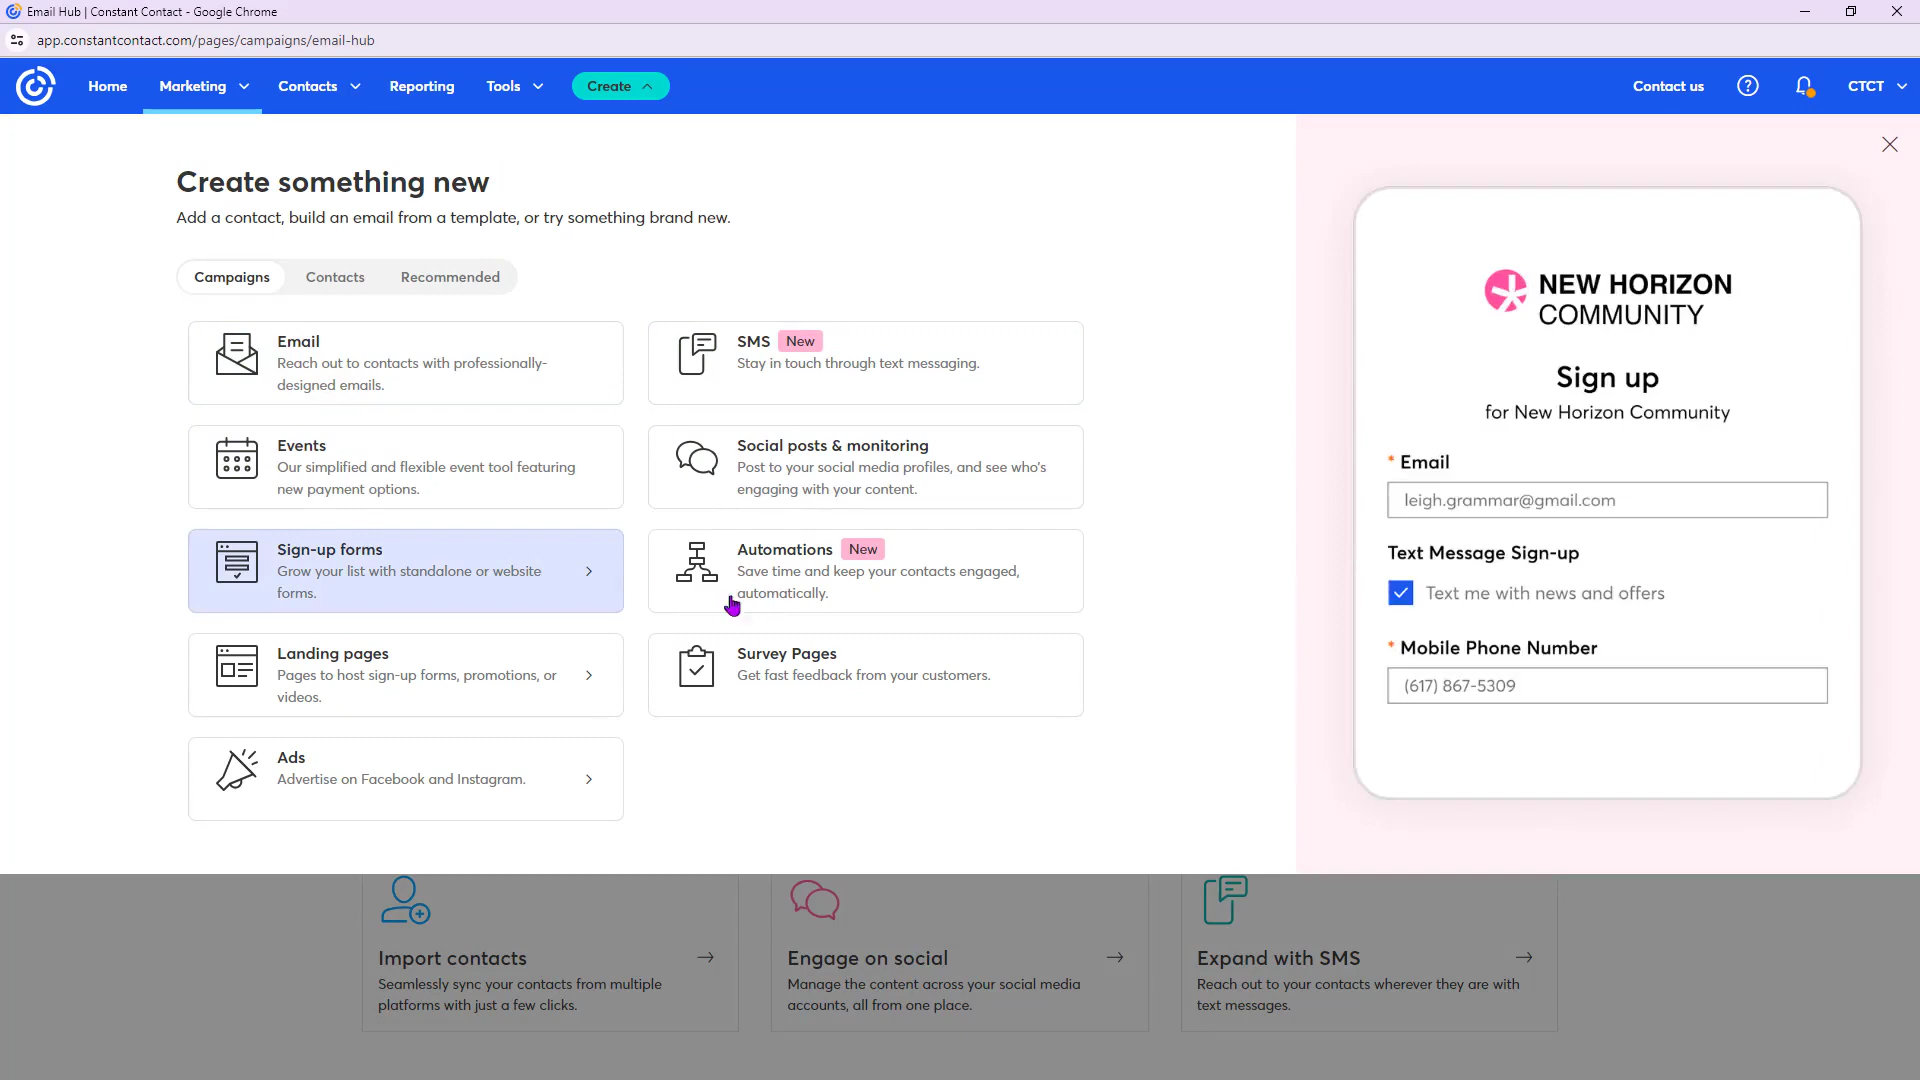 Email Hub | Constant Contact - Google Chrome
app.constantcontact.com/pages/campaigns/email-hub
Home Marketing Contacts Reporting Tools Create Contact us CTCT
Create something new
Add a contact, build an email from a template, or try something brand new.
Campaigns Contacts Recommended
Email
Reach out to contacts with professionally-
designed emails.
SMS New
Stay in touch through text messaging.
Events
Our simplified and flexible event tool featuring
new payment options.
Social posts & monitoring
Post to your social media profiles, and see who's
engaging with your content.
Sign-up forms
Grow your list with standalone or website
forms.
Automations New
Save time and keep your contacts engaged,
automatically.
Landing pages
Pages to host sign-up forms, promotions, or
videos.
Survey Pages
Get fast feedback from your customers.
Ads
Advertise on Facebook and Instagram.
NEW HORIZON
COMMUNITY
Sign up
for New Horizon Community
* Email
leigh.grammar@gmail.com
Text Message Sign-up
Text me with news and offers
* Mobile Phone Number
(617) 867-5309
Import contacts
Seamlessly sync your contacts from multiple
platforms with just a few clicks.
Engage on social
Manage the content across your social media
accounts, all from one place.
Expand with SMS
Reach out to your contacts wherever they are with
text messages.